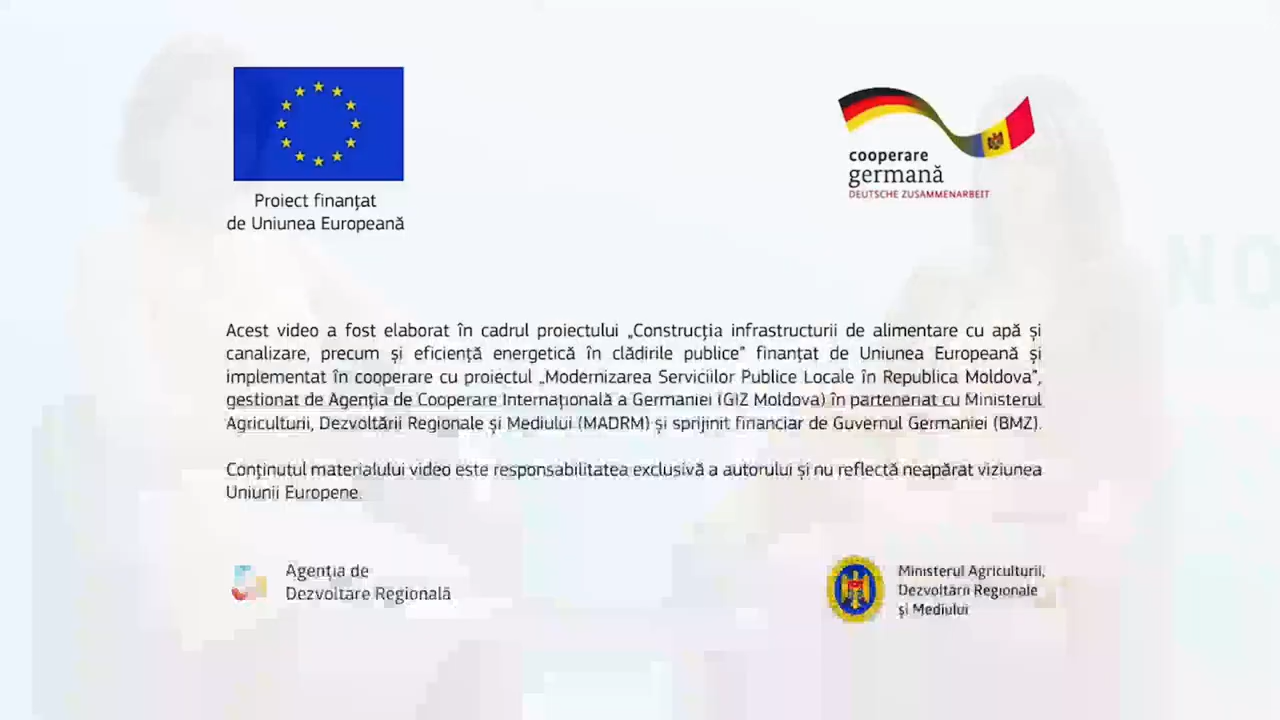 Proiect finanțat
de Uniunea Europeană
cooperare
germană
DEUTSCHE ZUSAMMENARBEIT
NO
Acest video a fost elaborat în cadrul proiectului „Construcția infrastructurii de alimentare cu apă și
canalizare, precum și eficiență energetică în clădirile publice” finanțat de Uniunea Europeană și
implementat în cooperare cu proiectul „Modernizarea Serviciilor Publice Locale în Republica Moldova”,
gestionat de Agenția de Cooperare Internațională a Germaniei (GIZ Moldova) în parteneriat cu Ministerul
Agriculturii, Dezvoltării Regionale și Mediului (MADRM) și sprijinit financiar de Guvernul Germaniei (BMZ).
Conținutul materialului video este responsabilitatea exclusivă a autorului și nu reflectă neapărat viziunea
Uniunii Europene.
Agenția de
Dezvoltare Regională
Ministerul Agriculturii,
Dezvoltării Regionale
și Mediului